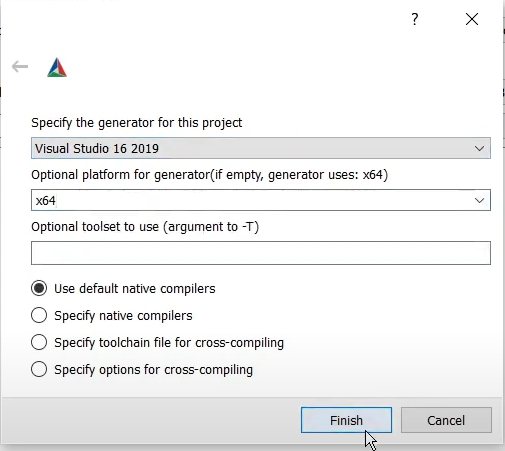 ?
Specify the generator for this project
Visual Studio 16 2019
Optional platform for generator(if empty, generator uses: x64)
x64
Optional toolset to use (argument to -T)
Use default native compilers
Specify native compilers
Specify toolchain file for cross-compiling
Specify options for cross-compiling
Finish
Cancel